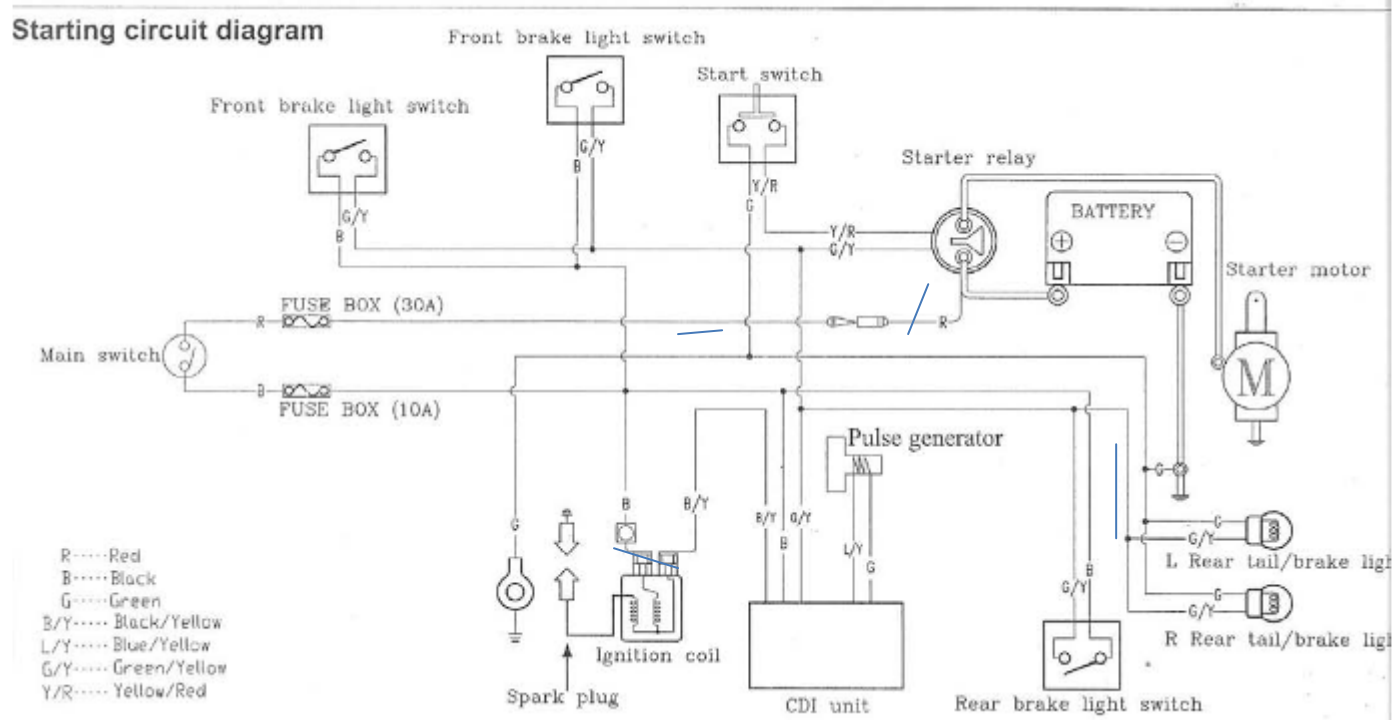 Starting circuit diagram
Front brake light switch
Start switch
Front brake light switch
Starter relay
G/Y
B
Y/R
G
G/Y
B
BATTERY
+
−
Y/R
G/Y
Starter motor
FUSE BOX (30A)
R
R
Main switch
M
B
FUSE BOX (10A)
Pulse generator
G
B
B/Y
B/Y
G/Y
G
G
B
L/Y
G
G/Y
L Rear tail/brake ligh
R.....Red
B.....Black
G.....Green
B/Y.....Black/Yellow
L/Y.....Blue/Yellow
G/Y.....Green/Yellow
Y/R.....Yellow/Red
B
G/Y
G
G/Y
R Rear tail/brake ligh
Ignition coil
Spark plug
CDI unit
Rear brake light switch